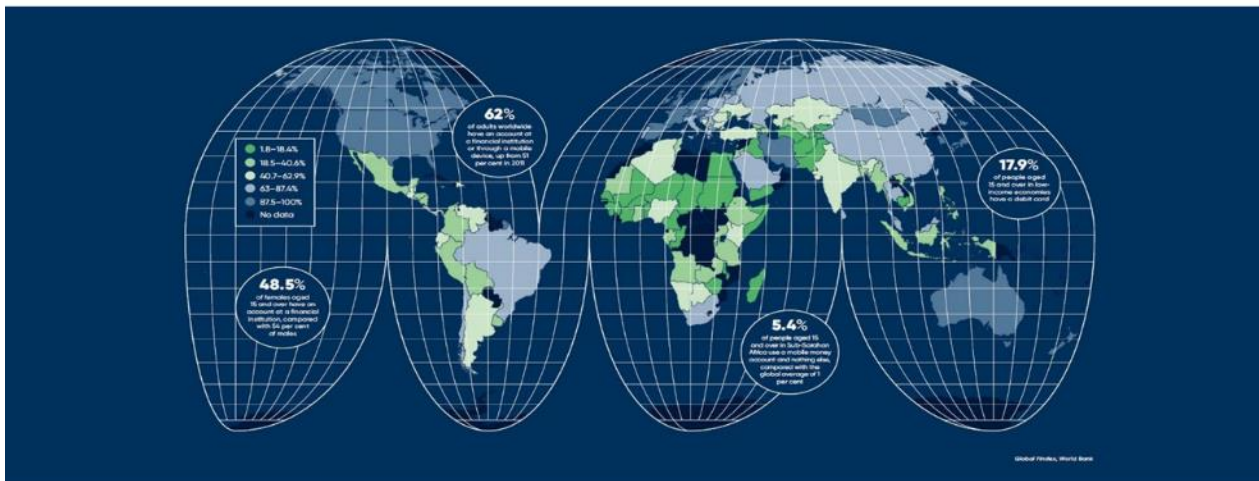 62%
of adults worldwide
have an account at
a financial institution
or through a mobile
device, up from 51
per cent in 2011
1.8–18.4%
18.5–40.6%
40.7–62.9%
63–87.4%
87.5–100%
No data
17.9%
of people aged
15 and over in low-
income economies
have a debit card
48.5%
of females aged
15 and over have an
account at a financial
institution, compared
with 54 per cent
of males
5.4%
of people aged 15
and over in Sub-Saharan
Africa use a mobile money
account and nothing else,
compared with the
global average of 1
per cent
Global Findex, World Bank